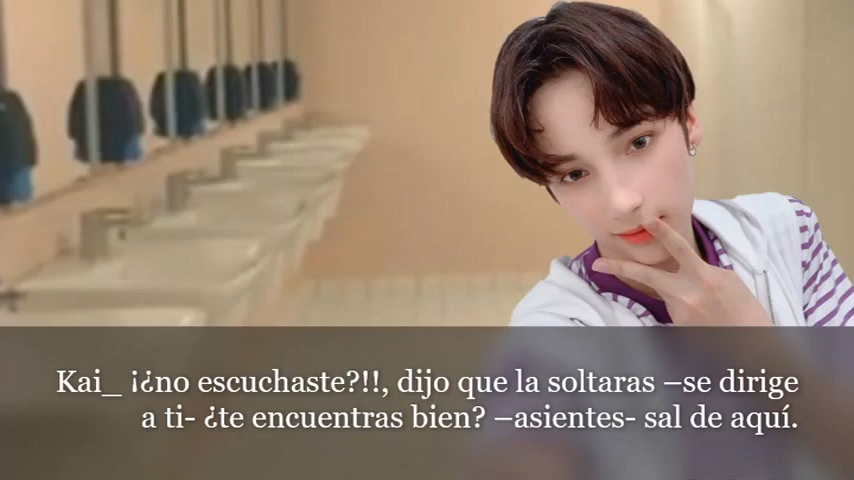 Kai_ ¡¿no escuchaste?!!, dijo que la soltaras –se dirige
a ti- ¿te encuentras bien? –asientes- sal de aquí.